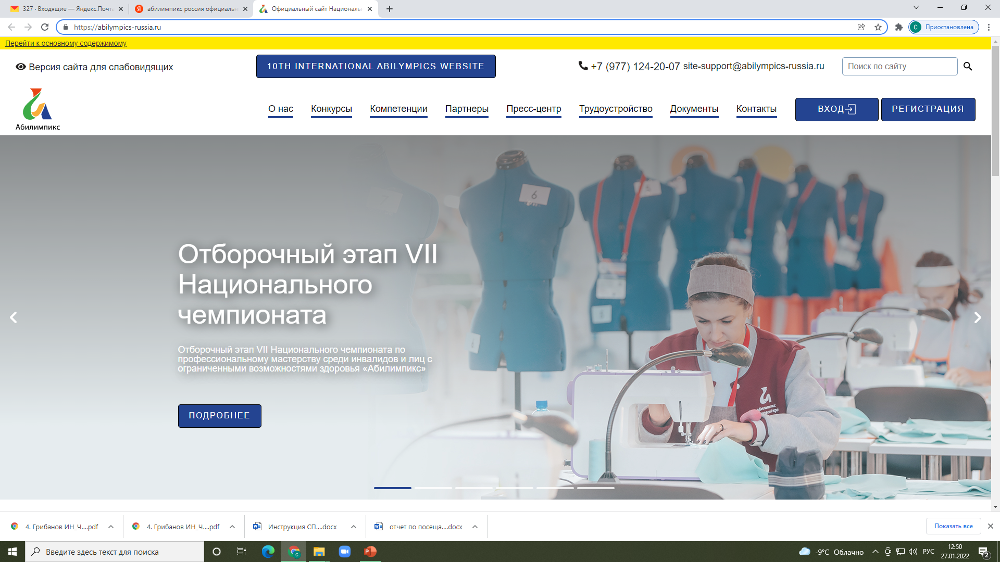 327 · Входящие — Яндекс.Почта
абилимпикс россия официальн
Официальный сайт Националь
https://abilympics-russia.ru
С
Приостановлена
Перейти к основному содержимому
Версия сайта для слабовидящих
10TH INTERNATIONAL ABILYMPICS WEBSITE
+7 (977) 124-20-07 site-support@abilympics-russia.ru
Поиск по сайту
Абилимпикс
О нас
Конкурсы
Компетенции
Партнеры
Пресс-центр
Трудоустройство
Документы
Контакты
ВХОД
РЕГИСТРАЦИЯ
6
Отборочный этап VII
Национального
чемпионата
Отборочный этап VII Национального чемпионата по
профессиональному мастерству среди инвалидов и лиц с
ограниченными возможностями здоровья «Абилимпикс»
ПОДРОБНЕЕ
4. Грибанов ИН_Ч....pdf
4. Грибанов ИН_Ч....pdf
Инструкция СП....docx
отчет по посеща....docx
Показать все
Введите здесь текст для поиска
-9°C Облачно
РУС
12:50
27.01.2022
2